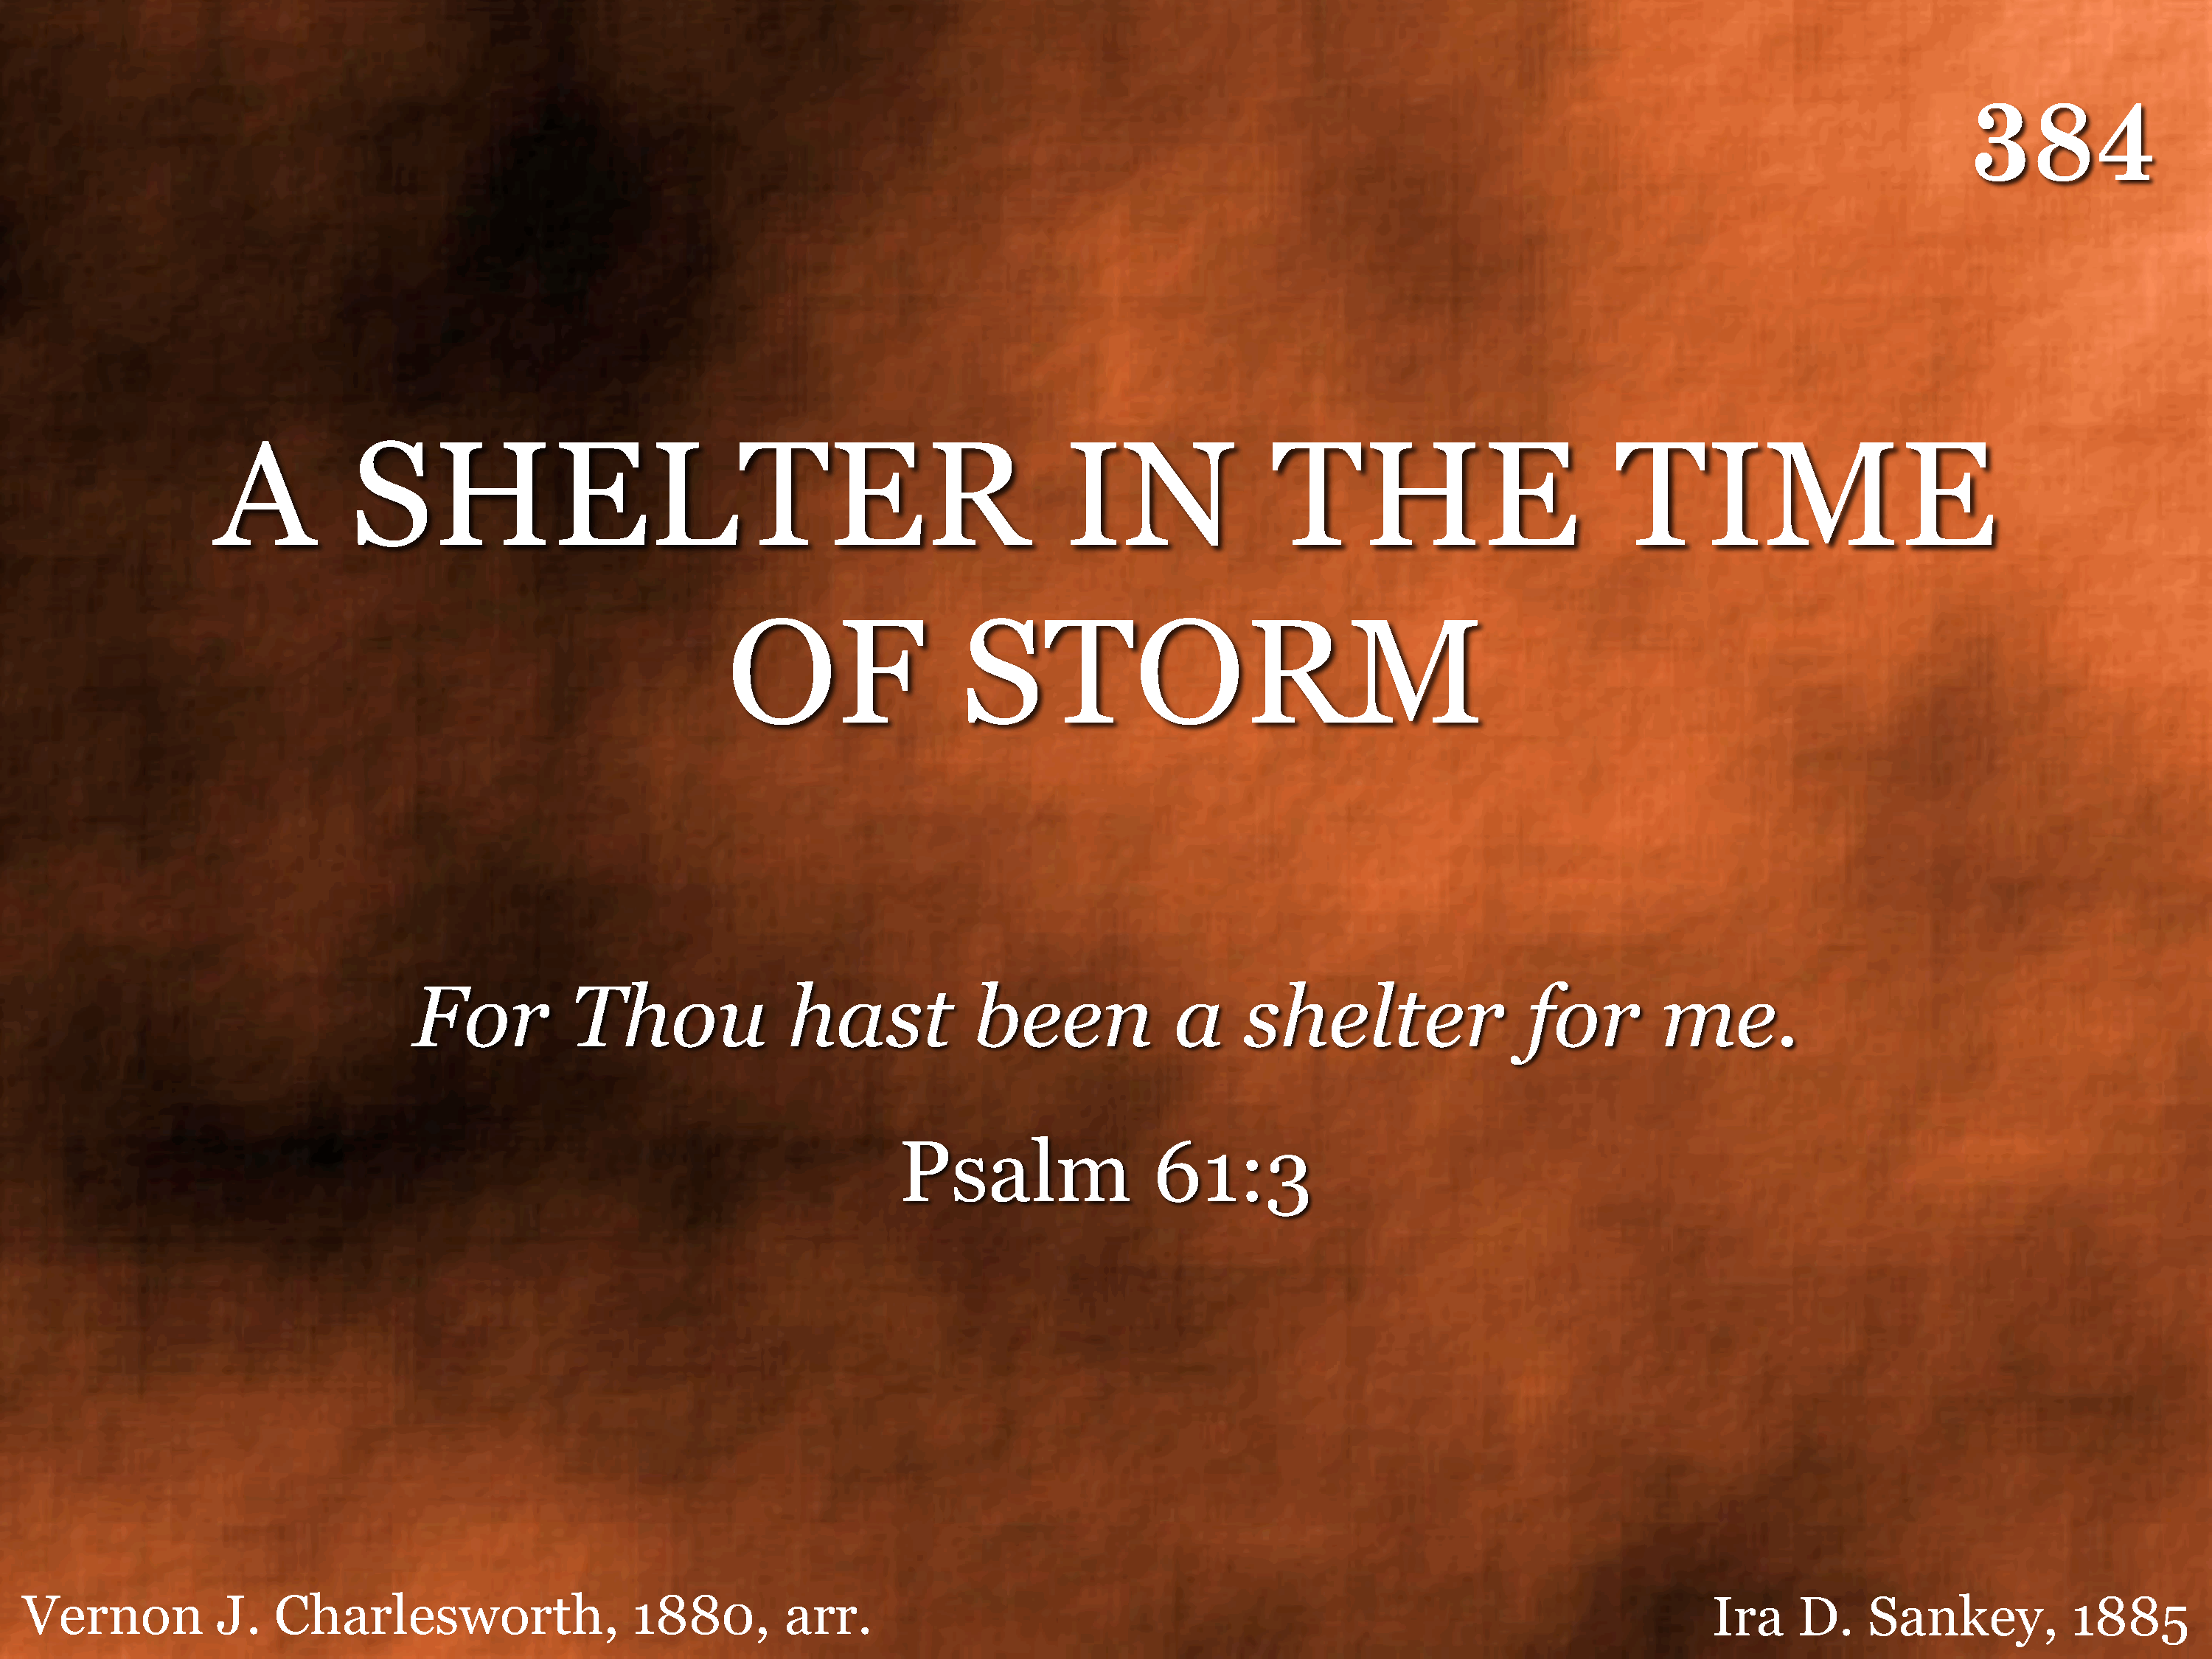 384
A SHELTER IN THE TIME
OF STORM
For Thou hast been a shelter for me.
Psalm 61:3
Vernon J. Charlesworth, 1880, arr.
Ira D. Sankey, 1885